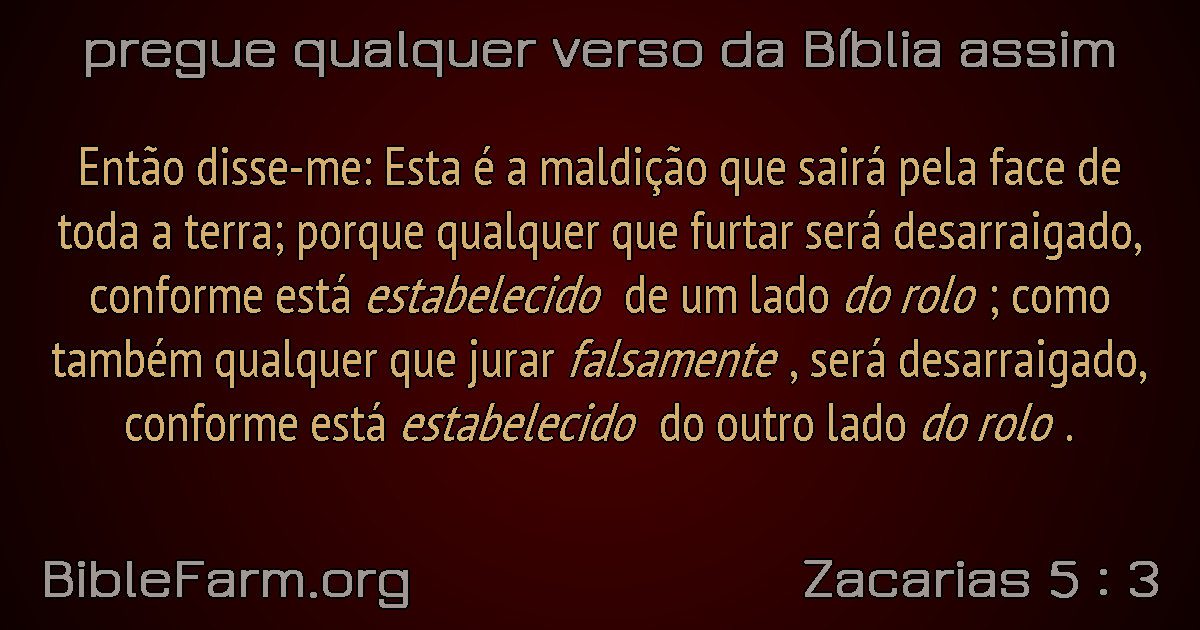 pregue qualquer verso da Bíblia assim
Então disse-me: Esta é a maldição que sairá pela face de
toda a terra; porque qualquer que furtar será desarraigado,
conforme está estabelecido de um lado do rolo ; como
também qualquer que jurar falsamente , será desarraigado,
conforme está estabelecido do outro lado do rolo .
BibleFarm.org
Zacarias 5 : 3